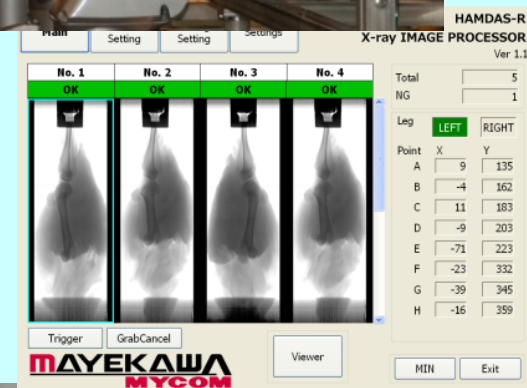 HAMDAS-R
X-ray IMAGE PROCESSOR
Ver 1.1
Main
Setting
Setting
Settings
No. 1 No. 2 No. 3 No. 4
OK OK OK OK
Total 5
NG 1
Leg LEFT RIGHT
Point X Y
A 9 135
B -4 162
C 11 183
D -9 203
E -71 223
F -23 332
G -39 345
H -16 359
Trigger GrabCancel
Viewer
MAYEKAWA
MYCOM
MIN Exit